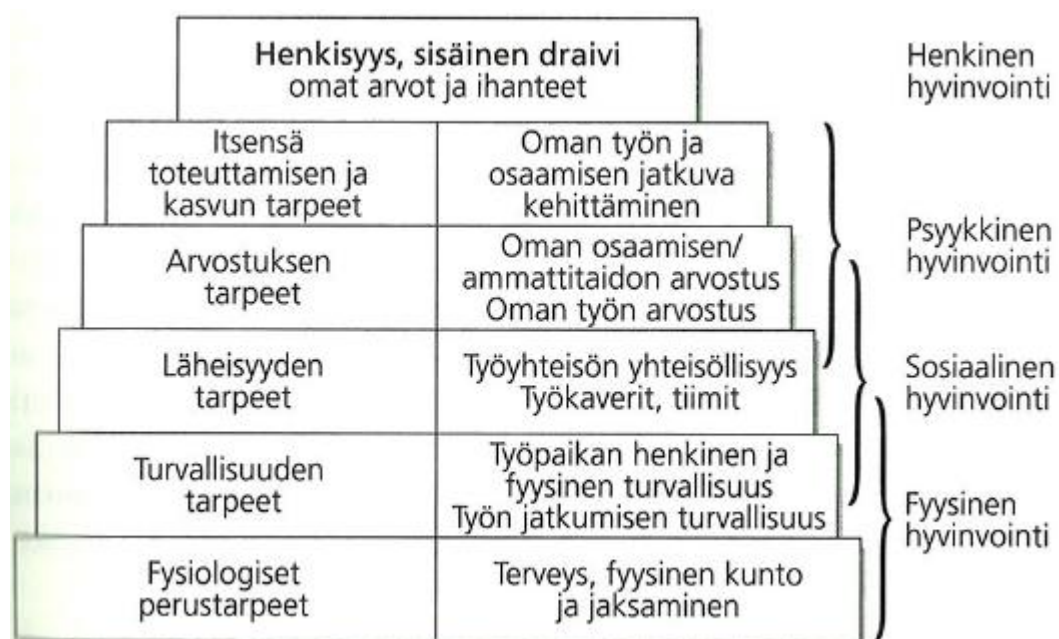 Henkisyys, sisäinen draivi
omat arvot ja ihanteet
Henkinen
hyvinvointi
Itsensä
toteuttamisen ja
kasvun tarpeet
Oman työn ja
osaamisen jatkuva
kehittäminen
Arvostuksen
tarpeet
Oman osaamisen/
ammattitaidon arvostus
Oman työn arvostus
Psyykkinen
hyvinvointi
Läheisyyden
tarpeet
Työyhteisön yhteisöllisyys
Työkaverit, tiimit
Sosiaalinen
hyvinvointi
Turvallisuuden
tarpeet
Työpaikan henkinen ja
fyysinen turvallisuus
Työn jatkumisen turvallisuus
Fyysinen
hyvinvointi
Fysiologiset
perustarpeet
Terveys, fyysinen kunto
ja jaksaminen